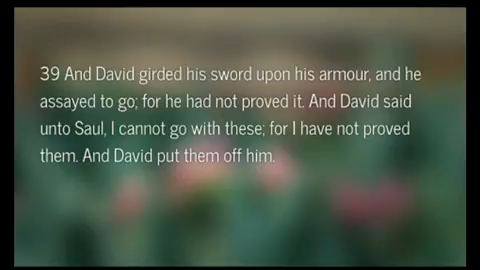 39 And David girded his sword upon his armour, and he
assayed to go; for he had not proved it. And David said
unto Saul, I cannot go with these; for I have not proved
them. And David put them off him.